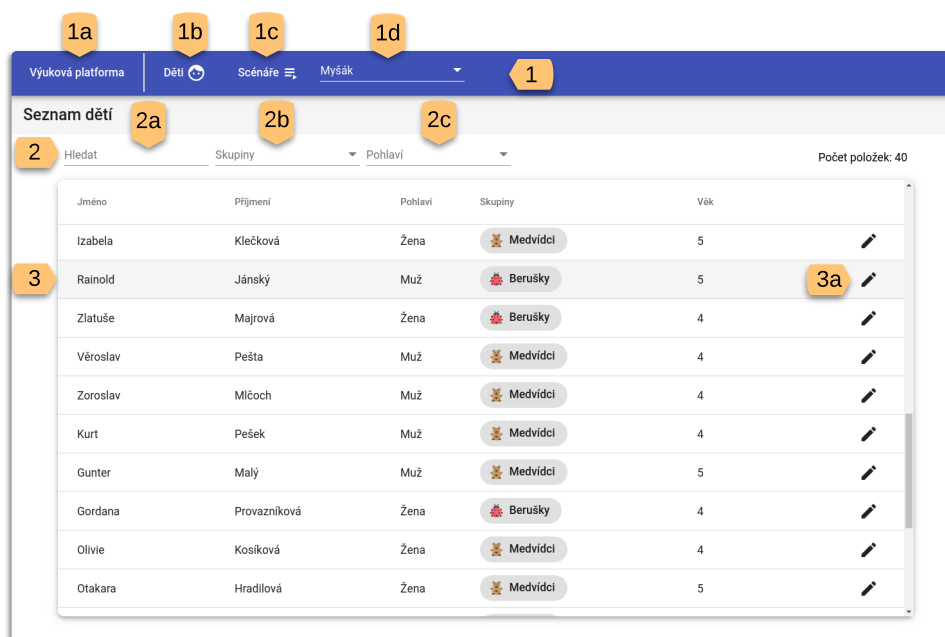 1a 1b 1c 1d
Výuková platforma Děti Scénáře Myšák 1
Seznam dětí 2a 2b 2c
2 Hledat Skupiny Pohlaví Počet položek: 40
Jméno Příjmení Pohlaví Skupiny Věk
Izabela Klečková Žena Medvídci 5
3 Rainold Jánský Muž Berušky 5 3a
Zlatuše Majrová Žena Berušky 4
Věroslav Pešta Muž Medvídci 4
Zoroslav Mlčoch Muž Medvídci 4
Kurt Pešek Muž Medvídci 4
Gunter Malý Muž Medvídci 5
Gordana Provazníková Žena Berušky 4
Olivie Kosíková Žena Medvídci 4
Otakara Hradilová Žena Medvídci 5